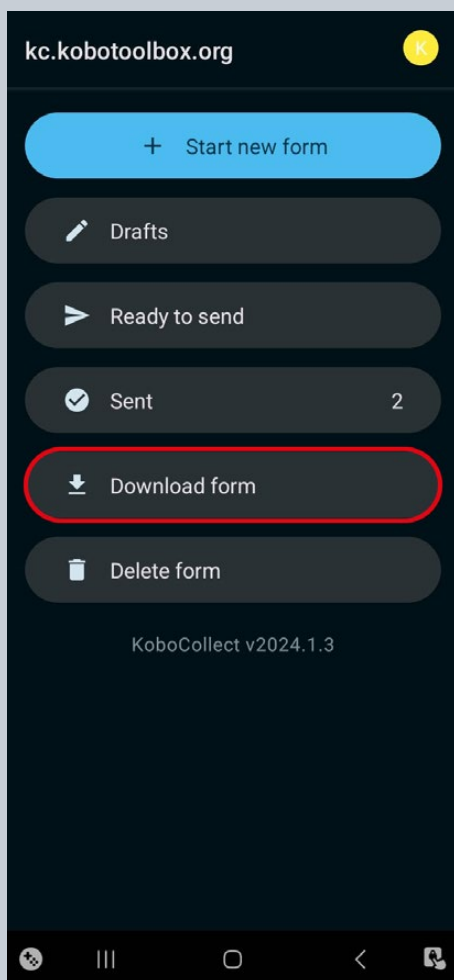 kc.kobotoolbox.org
K
+ Start new form
Drafts
Ready to send
Sent 2
Download form
Delete form
KoboCollect v2024.1.3